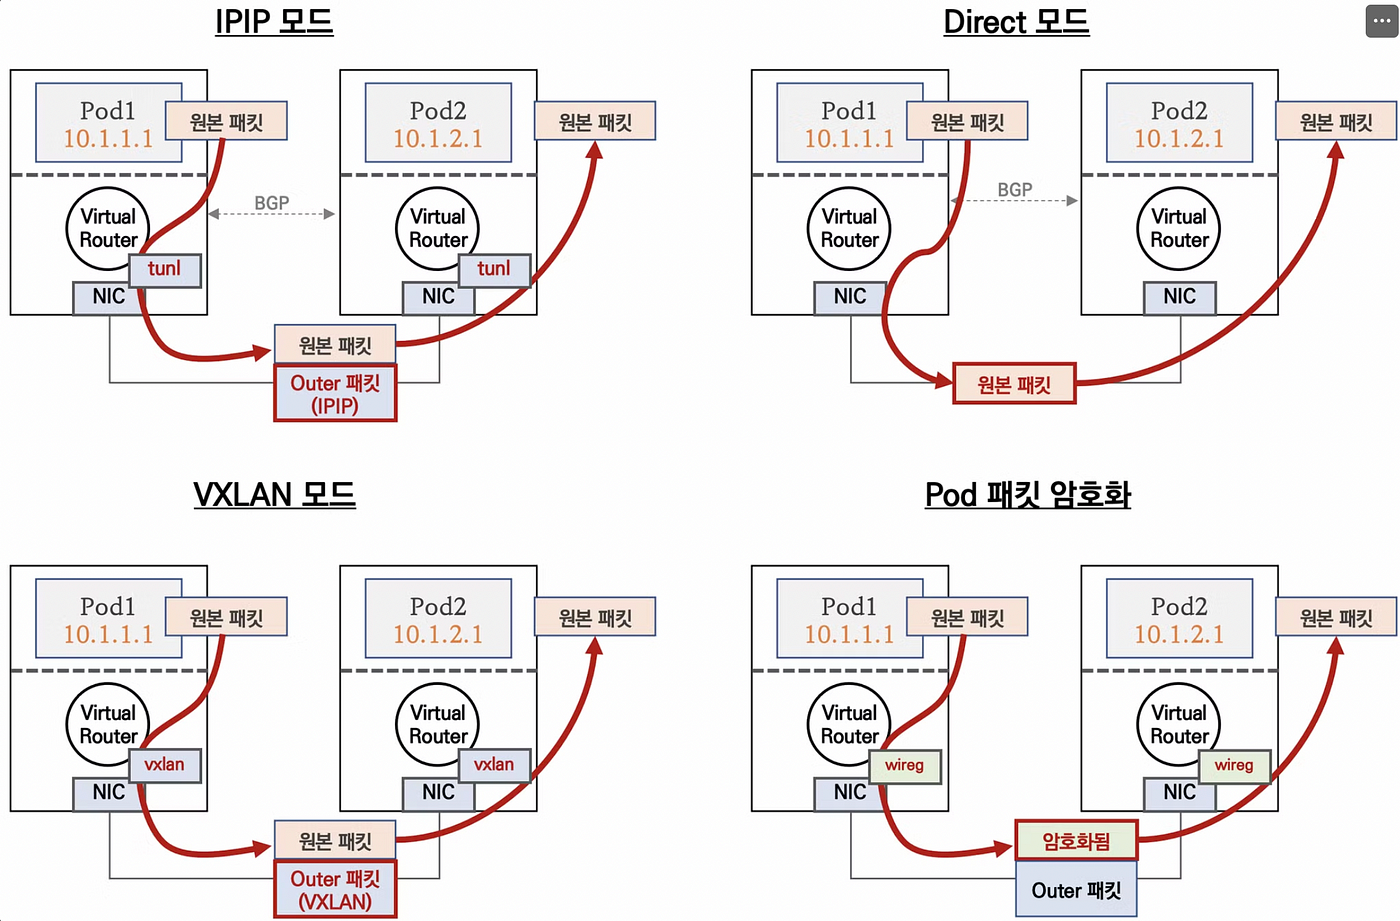 IPIP 모드
Pod1
10.1.1.1
원본 패킷
Pod2
10.1.2.1
원본 패킷
BGP
Virtual
Router
tunl
NIC
Virtual
Router
tunl
NIC
원본 패킷
Outer 패킷
(IPIP)
Direct 모드
Pod1
10.1.1.1
원본 패킷
Pod2
10.1.2.1
원본 패킷
BGP
Virtual
Router
NIC
Virtual
Router
NIC
원본 패킷
VXLAN 모드
Pod1
10.1.1.1
원본 패킷
Pod2
10.1.2.1
원본 패킷
Virtual
Router
vxlan
NIC
Virtual
Router
vxlan
NIC
원본 패킷
Outer 패킷
(VXLAN)
Pod 패킷 암호화
Pod1
10.1.1.1
원본 패킷
Pod2
10.1.2.1
원본 패킷
Virtual
Router
wireg
NIC
Virtual
Router
wireg
NIC
암호화됨
Outer 패킷